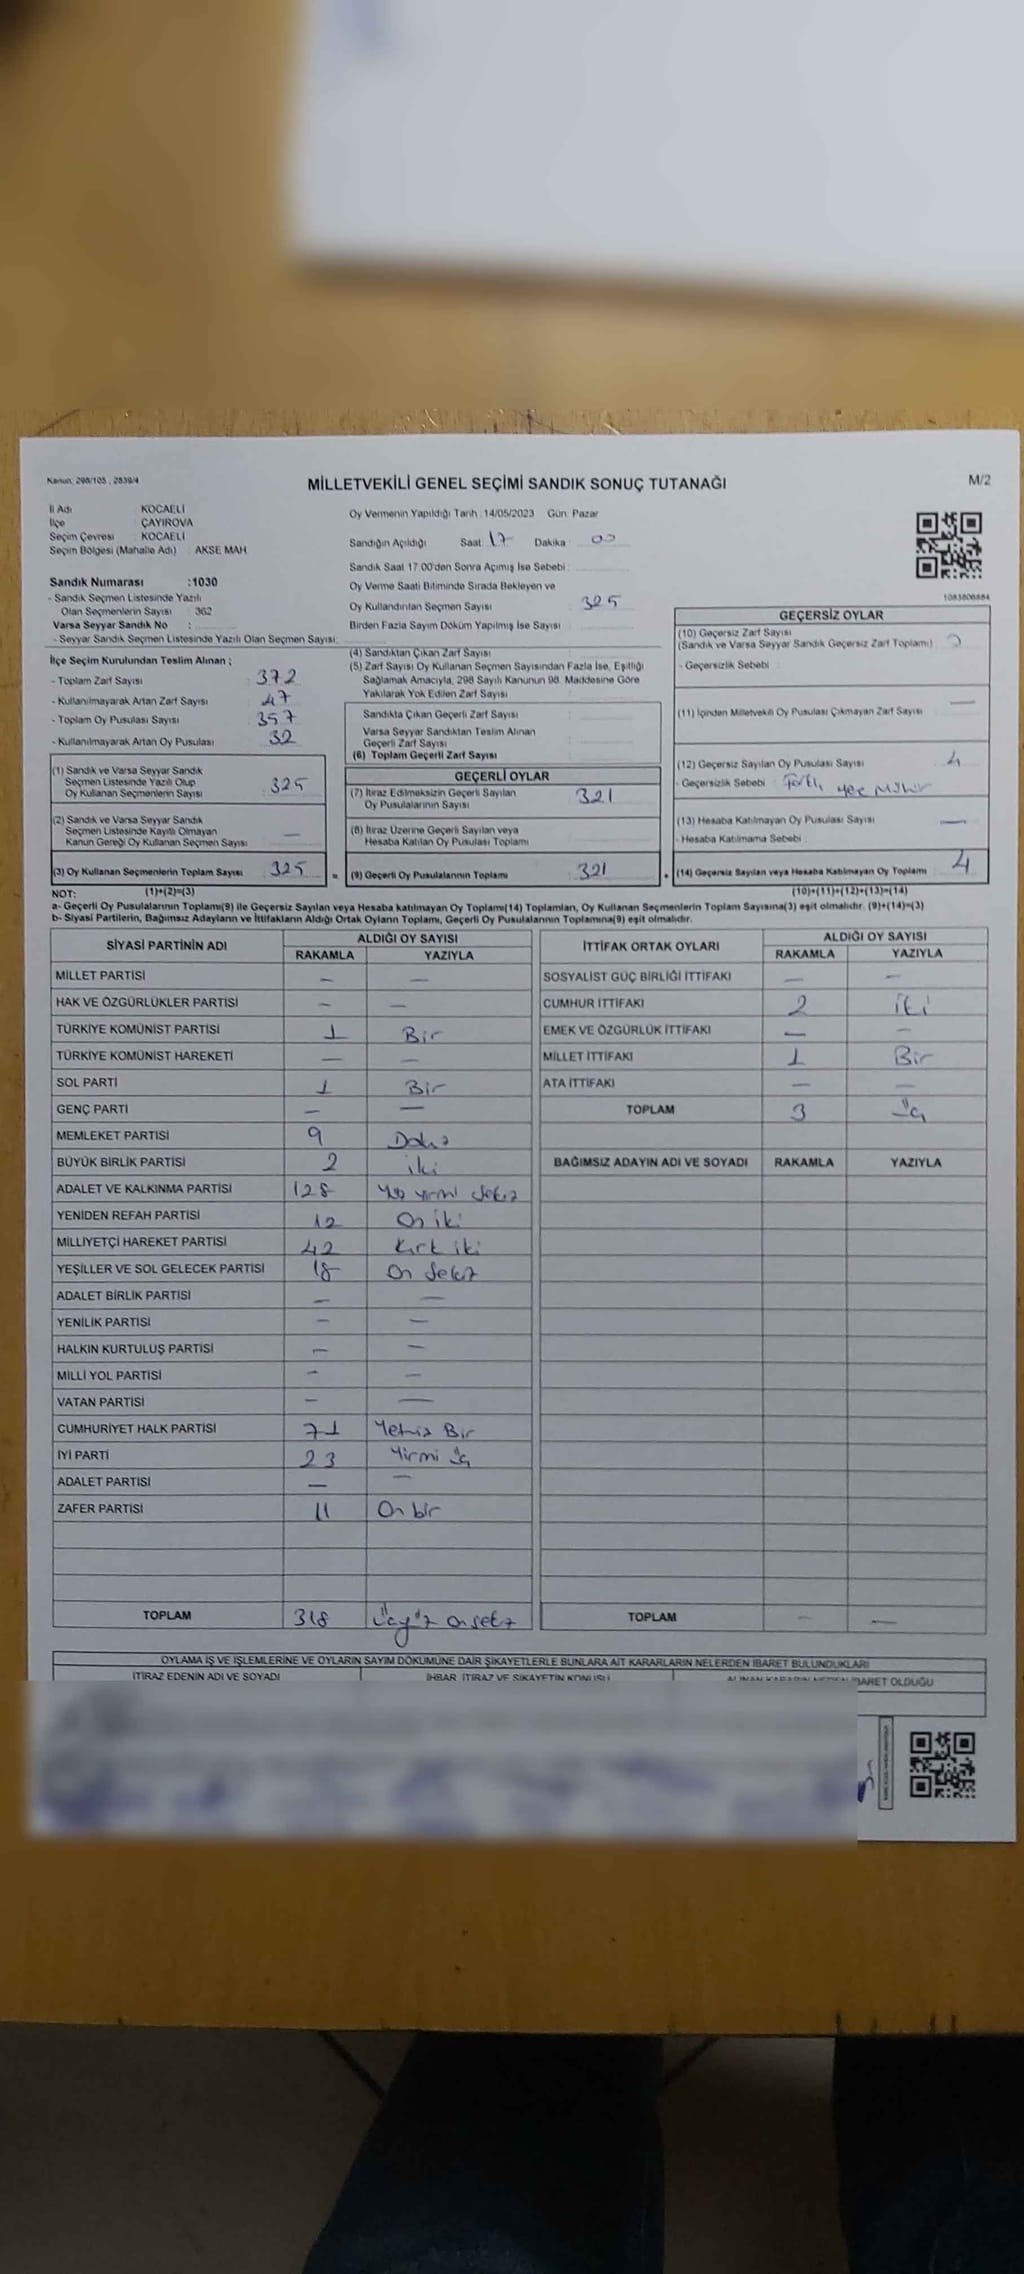 Kanun: 298/105 , 2839/4
MİLLETVEKİLİ GENEL SEÇİMİ SANDIK SONUÇ TUTANAĞI
M/2
İl Adı KOCAELİ
İlçe ÇAYIROVA
Seçim Çevresi : KOCAELİ
Seçim Bölgesi (Mahalle Adı) : AKSE MAH.
Oy Vermenin Yapıldığı Tarih :14/05/2023 Gün: Pazar
Sandığın Açıldığı Saat 17 Dakika : 00
Sandık Saat 17.00'den Sonra Açmış İse Sebebi :
Sandık Numarası :1030
- Sandık Seçmen Listesinde Yazılı
Olan Seçmenlerin Sayısı : 362
Varsa Seyyar Sandık No :
- Seyyar Sandık Seçmen Listesinde Yazılı Olan Seçmen Sayısı:
Oy Verme Saati Bitiminde Sırada Bekleyen ve
Oy Kullandırılan Seçmen Sayısı : 325
Birden Fazla Sayım Döküm Yapılmış İse Sayısı :
1083806884
İlçe Seçim Kurulundan Teslim Alınan ;
- Toplam Zarf Sayısı : 372
- Kullanılmayarak Artan Zarf Sayısı : 47
- Toplam Oy Pusulası Sayısı : 357
- Kullanılmayarak Artan Oy Pusulası : 32
(1) Sandık ve Varsa Seyyar Sandık
Seçmen Listesinde Yazılı Olup
Oy Kullanan Seçmenlerin Sayısı : 325
(2) Sandık ve Varsa Seyyar Sandık
Seçmen Listesinde Kayıtlı Olmayan
Kanun Gereği Oy Kullanan Seçmen Sayısı : —
(3) Oy Kullanan Seçmenlerin Toplam Sayısı : 325 =
(4) Sandıktan Çıkan Zarf Sayısı :
(5) Zarf Sayısı Oy Kullanan Seçmen Sayısından Fazla İse, Eşitliği
Sağlamak Amacıyla, 298 Sayılı Kanunun 98. Maddesine Göre
Yakılarak Yok Edilen Zarf Sayısı :
Sandıkta Çıkan Geçerli Zarf Sayısı :
Varsa Seyyar Sandıktan Teslim Alınan
Geçerli Zarf Sayısı :
(6) Toplam Geçerli Zarf Sayısı :
GEÇERLİ OYLAR
(7) İtiraz Edilmeksizin Geçerli Sayılan
Oy Pusulalarının Sayısı : 321
(8) İtiraz Üzerine Geçerli Sayılan veya
Hesaba Katılan Oy Pusulası Toplamı :
(9) Geçerli Oy Pusulalarının Toplamı : 321 +
GEÇERSİZ OYLAR
(10) Geçersiz Zarf Sayısı
(Sandık ve Varsa Seyyar Sandık Geçersiz Zarf Toplamı) :
- Geçersizlik Sebebi :
(11) İçinden Milletvekili Oy Pusulası Çıkmayan Zarf Sayısı : —
(12) Geçersiz Sayılan Oy Pusulası Sayısı : 4
- Geçersizlik Sebebi : Farklı yere Mühür
(13) Hesaba Katılmayan Oy Pusulası Sayısı : —
- Hesaba Katılmama Sebebi :
(14) Geçersiz Sayılan veya Hesaba Katılmayan Oy Toplamı : 4
NOT: (1)+(2)=(3) (10)+(11)+(12)+(13)=(14)
a- Geçerli Oy Pusulalarının Toplamı(9) ile Geçersiz Sayılan veya Hesaba katılmayan Oy Toplamı(14) Toplamları, Oy Kullanan Seçmenlerin Toplam Sayısına(3) eşit olmalıdır. (9)+(14)=(3)
b- Siyasi Partilerin, Bağımsız Adayların ve İttifakların Aldığı Ortak Oyların Toplamı, Geçerli Oy Pusulalarının Toplamına(9) eşit olmalıdır.
SİYASİ PARTİNİN ADI ALDIĞI OY SAYISI
RAKAMLA YAZIYLA
MİLLET PARTİSİ — —
HAK VE ÖZGÜRLÜKLER PARTİSİ — —
TÜRKİYE KOMÜNİST PARTİSİ 1 Bir
TÜRKİYE KOMÜNİST HAREKETİ — —
SOL PARTİ 1 Bir
GENÇ PARTİ — —
MEMLEKET PARTİSİ 9 Dokuz
BÜYÜK BİRLİK PARTİSİ 2 iki
ADALET VE KALKINMA PARTİSİ 128 Yüz yirmi sekiz
YENİDEN REFAH PARTİSİ 12 On iki
MİLLİYETÇİ HAREKET PARTİSİ 42 Kırk iki
YEŞİLLER VE SOL GELECEK PARTİSİ 18 On Sekiz
ADALET BİRLİK PARTİSİ — —
YENİLİK PARTİSİ — —
HALKIN KURTULUŞ PARTİSİ — —
MİLLİ YOL PARTİSİ — —
VATAN PARTİSİ — —
CUMHURİYET HALK PARTİSİ 71 Yetmiş Bir
İYİ PARTİ 23 Yirmi üç
ADALET PARTİSİ — —
ZAFER PARTİSİ 11 On bir
TOPLAM 318 Üçyüz onsekiz
İTTİFAK ORTAK OYLARI ALDIĞI OY SAYISI
RAKAMLA YAZIYLA
SOSYALİST GÜÇ BİRLİĞİ İTTİFAKI — —
CUMHUR İTTİFAKI 2 iki
EMEK VE ÖZGÜRLÜK İTTİFAKI — —
MİLLET İTTİFAKI 1 Bir
ATA İTTİFAKI — —
TOPLAM 3 Üç
BAĞIMSIZ ADAYIN ADI VE SOYADI RAKAMLA YAZIYLA
TOPLAM — —
OYLAMA İŞ VE İŞLEMLERİNE VE OYLARIN SAYIM DÖKÜMÜNE DAİR ŞİKAYETLERLE BUNLARA AİT KARARLARIN NELERDEN İBARET BULUNDUKLARI
İTİRAZ EDENİN ADI VE SOYADI İHBAR, İTİRAZ VE ŞİKAYETİN KONUSU ALINAN KARARIN NEDEN İBARET OLDUĞU